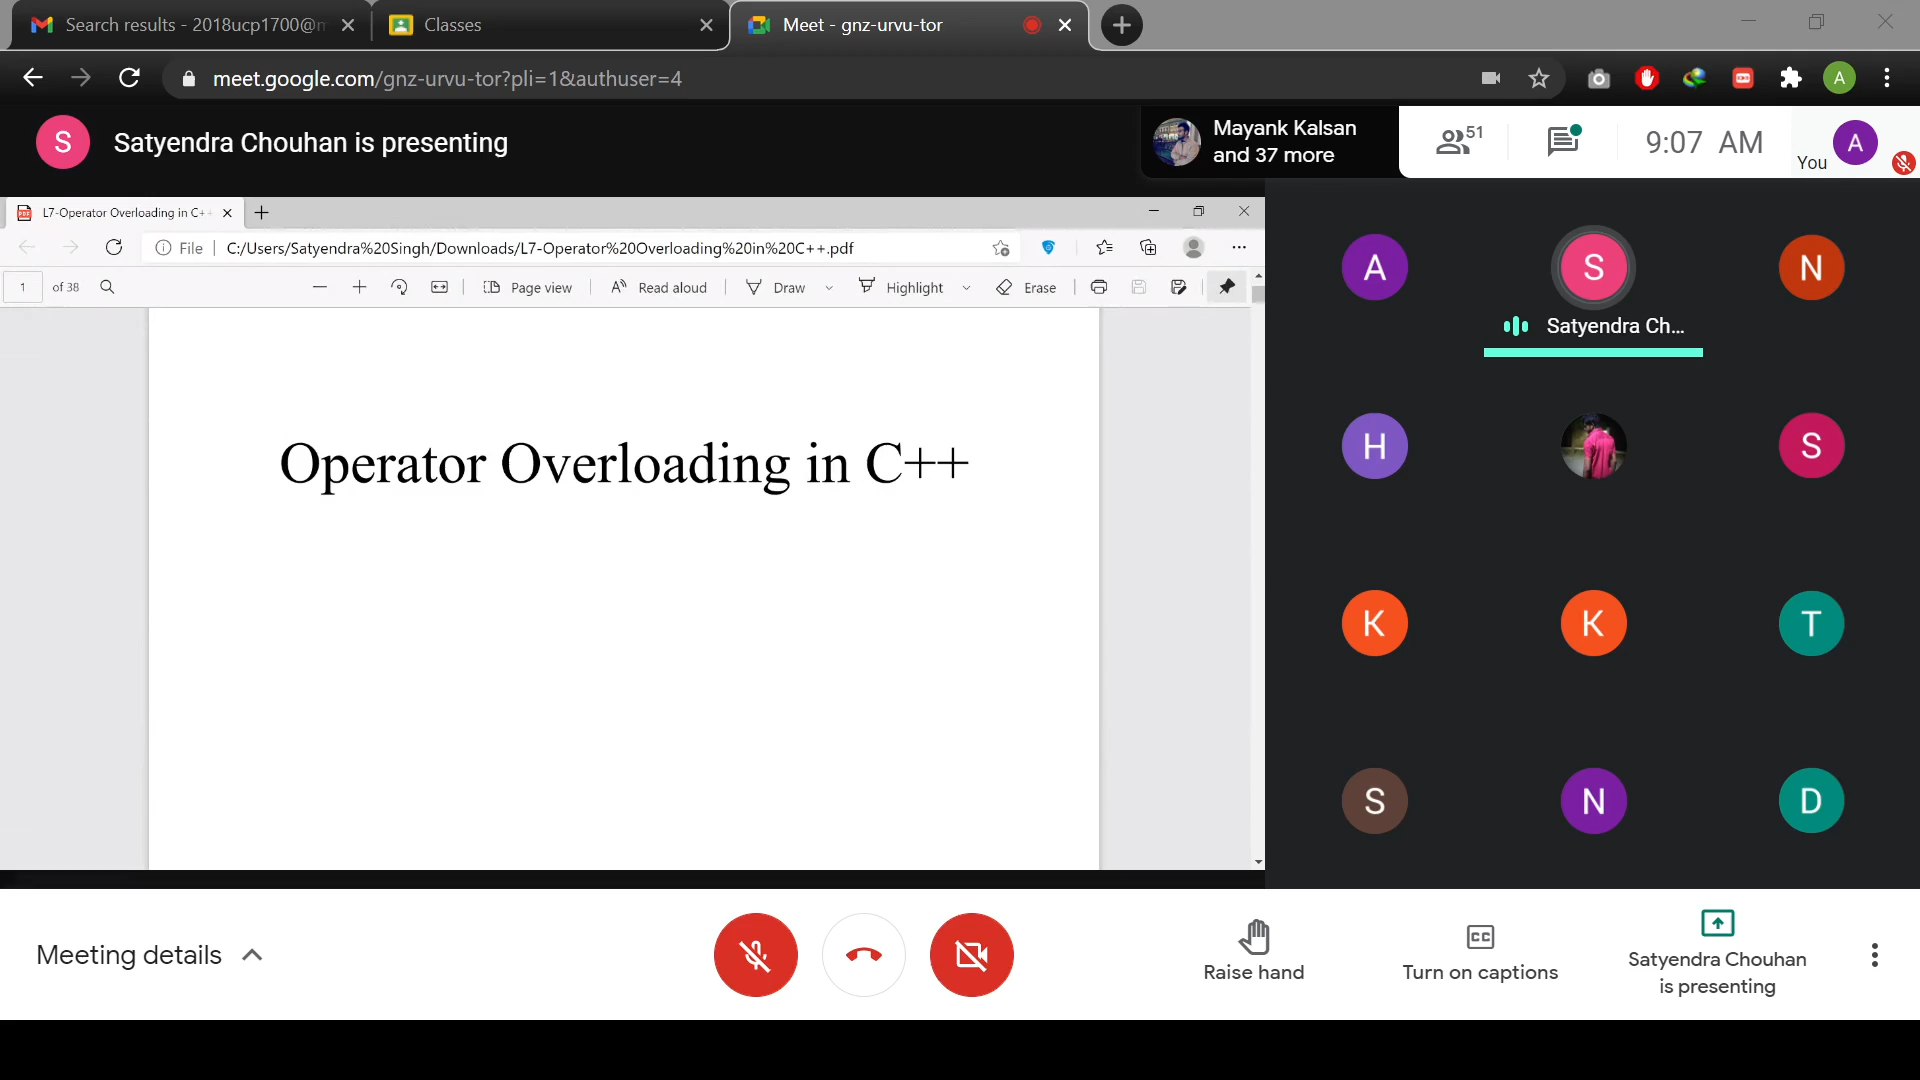 Search results - 2018ucp1700@m
Classes
Meet - gnz-urvu-tor
meet.google.com/gnz-urvu-tor?pli=1&authuser=4
A
S
Satyendra Chouhan is presenting
Mayank Kalsan
and 37 more
51
9:07 AM
You
A
L7-Operator Overloading in C++
File
C:/Users/Satyendra%20Singh/Downloads/L7-Operator%20Overloading%20in%20C++.pdf
1 of 38
Page view
Read aloud
Draw
Highlight
Erase
Operator Overloading in C++
A
S
N
Satyendra Ch...
H
S
K
K
T
S
N
D
Meeting details
Raise hand
CC
Turn on captions
Satyendra Chouhan
is presenting